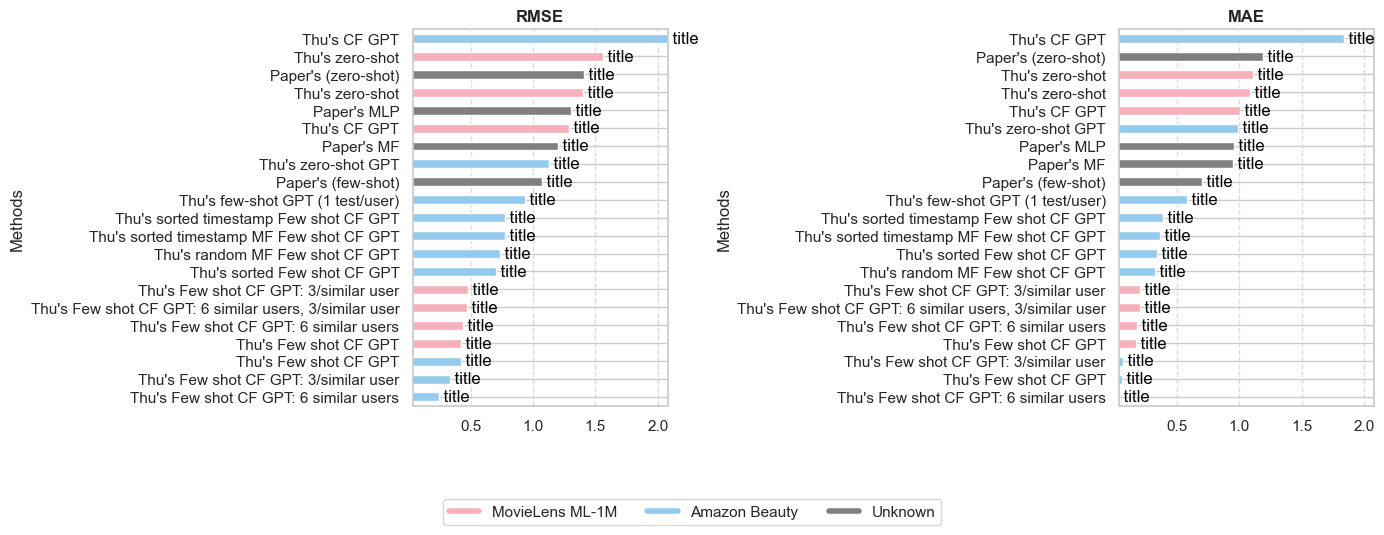 RMSE
Methods
Thu's CF GPT title
Thu's zero-shot title
Paper's (zero-shot) title
Thu's zero-shot title
Paper's MLP title
Thu's CF GPT title
Paper's MF title
Thu's zero-shot GPT title
Paper's (few-shot) title
Thu's few-shot GPT (1 test/user) title
Thu's sorted timestamp Few shot CF GPT title
Thu's sorted timestamp MF Few shot CF GPT title
Thu's random MF Few shot CF GPT title
Thu's sorted Few shot CF GPT title
Thu's Few shot CF GPT: 3/similar user title
Thu's Few shot CF GPT: 6 similar users, 3/similar user title
Thu's Few shot CF GPT: 6 similar users title
Thu's Few shot CF GPT title
Thu's Few shot CF GPT title
Thu's Few shot CF GPT: 3/similar user title
Thu's Few shot CF GPT: 6 similar users title
0.5 1.0 1.5 2.0
MAE
Methods
Thu's CF GPT title
Paper's (zero-shot) title
Thu's zero-shot title
Thu's zero-shot title
Thu's CF GPT title
Thu's zero-shot GPT title
Paper's MLP title
Paper's MF title
Paper's (few-shot) title
Thu's few-shot GPT (1 test/user) title
Thu's sorted timestamp Few shot CF GPT title
Thu's sorted timestamp MF Few shot CF GPT title
Thu's sorted Few shot CF GPT title
Thu's random MF Few shot CF GPT title
Thu's Few shot CF GPT: 3/similar user title
Thu's Few shot CF GPT: 6 similar users, 3/similar user title
Thu's Few shot CF GPT: 6 similar users title
Thu's Few shot CF GPT title
Thu's Few shot CF GPT: 3/similar user title
Thu's Few shot CF GPT title
Thu's Few shot CF GPT: 6 similar users title
0.5 1.0 1.5 2.0
MovieLens ML-1M Amazon Beauty Unknown